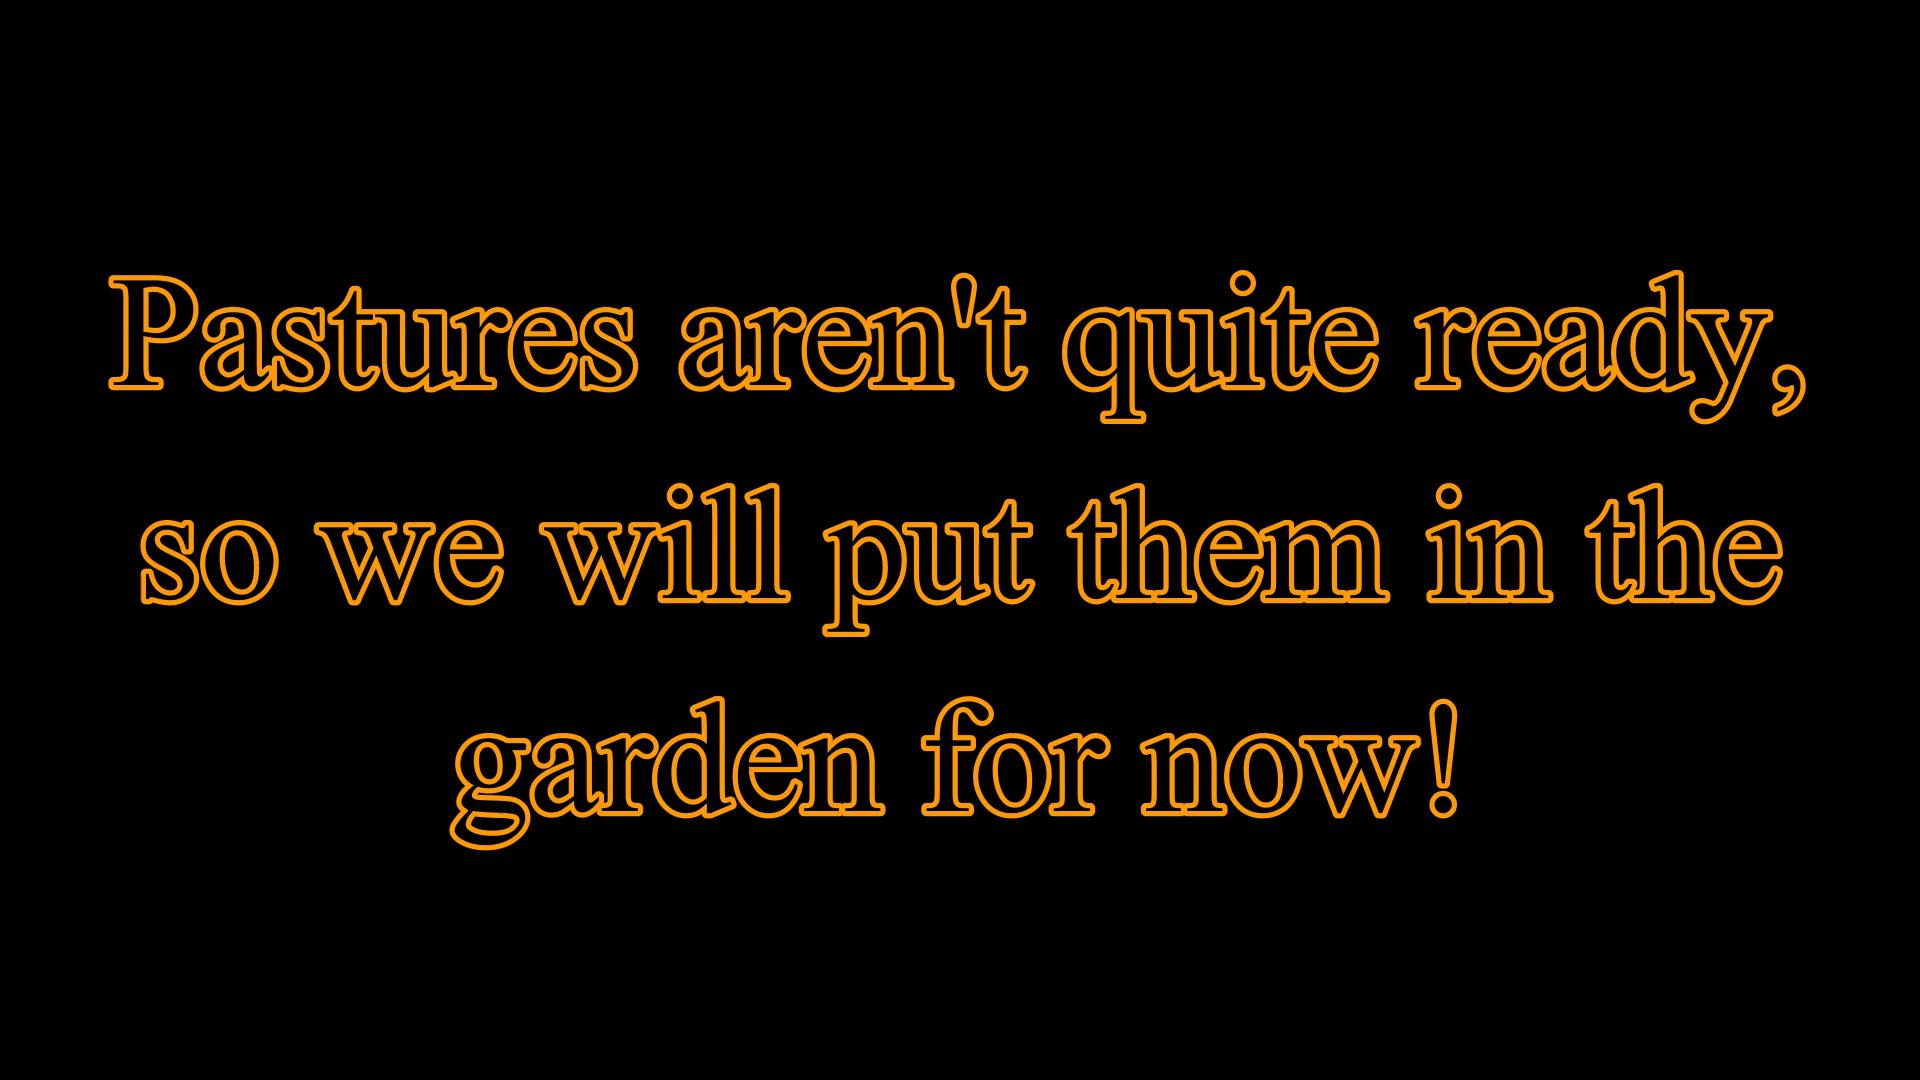 Pastures aren't quite ready,
so we will put them in the
garden for now!